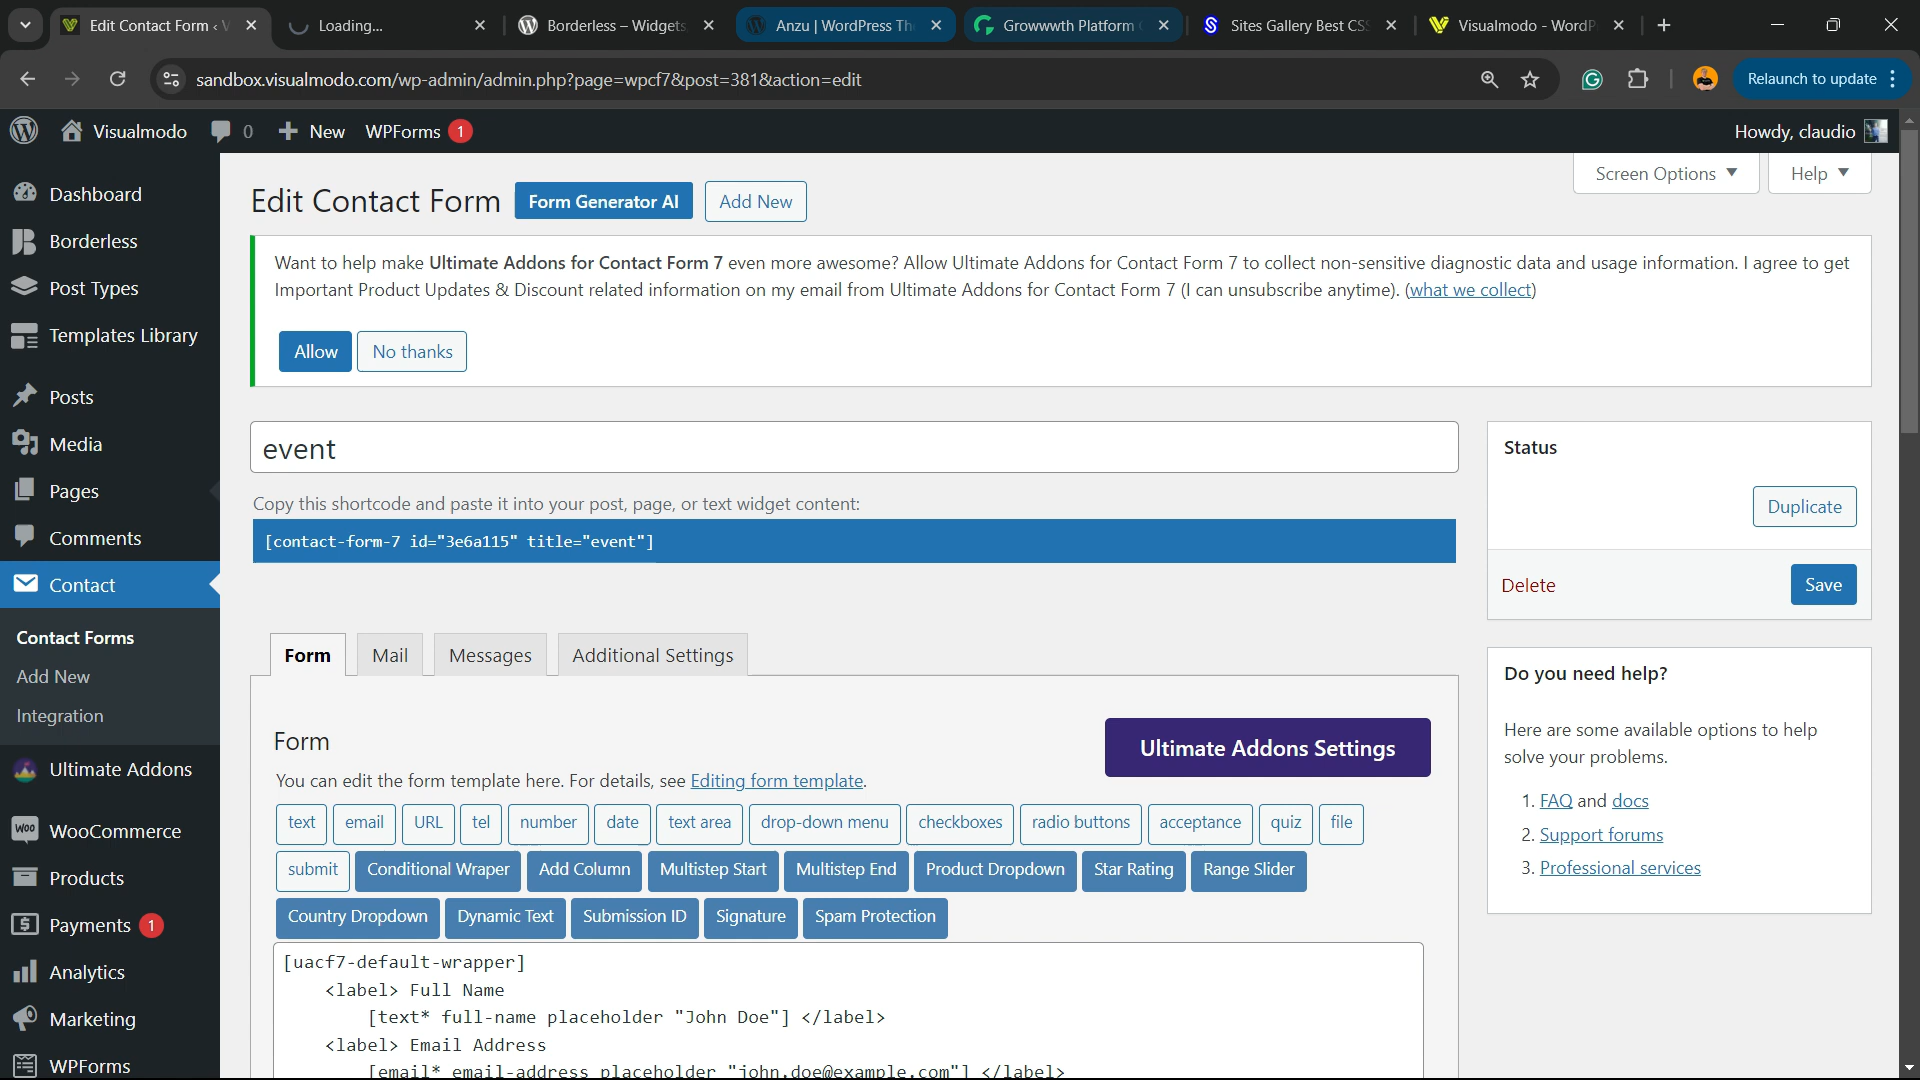 Edit Contact Form ‹ V
Loading...
Borderless – Widgets,
Anzu | WordPress Th
Growwwth Platform
Sites Gallery Best CSS
Visualmodo - WordP
sandbox.visualmodo.com/wp-admin/admin.php?page=wpcf7&post=381&action=edit
Relaunch to update
Visualmodo
0
New
WPForms
1
Howdy, claudio
Screen Options
Help
Dashboard
Borderless
Post Types
Templates Library
Posts
Media
Pages
Comments
Contact
Contact Forms
Add New
Integration
Ultimate Addons
WooCommerce
Products
Payments 1
Analytics
Marketing
WPForms
Edit Contact Form
Form Generator AI
Add New
Want to help make Ultimate Addons for Contact Form 7 even more awesome? Allow Ultimate Addons for Contact Form 7 to collect non-sensitive diagnostic data and usage information. I agree to get
Important Product Updates & Discount related information on my email from Ultimate Addons for Contact Form 7 (I can unsubscribe anytime). (what we collect)
Allow
No thanks
event
Copy this shortcode and paste it into your post, page, or text widget content:
[contact-form-7 id="3e6a115" title="event"]
Form
Mail
Messages
Additional Settings
Form
Ultimate Addons Settings
You can edit the form template here. For details, see Editing form template.
text
email
URL
tel
number
date
text area
drop-down menu
checkboxes
radio buttons
acceptance
quiz
file
submit
Conditional Wraper
Add Column
Multistep Start
Multistep End
Product Dropdown
Star Rating
Range Slider
Country Dropdown
Dynamic Text
Submission ID
Signature
Spam Protection
[uacf7-default-wrapper]
<label> Full Name
[text* full-name placeholder "John Doe"] </label>
<label> Email Address
[email* email-address placeholder "john.doe@example.com"] </label>
Status
Duplicate
Delete
Save
Do you need help?
Here are some available options to help
solve your problems.
1. FAQ and docs
2. Support forums
3. Professional services